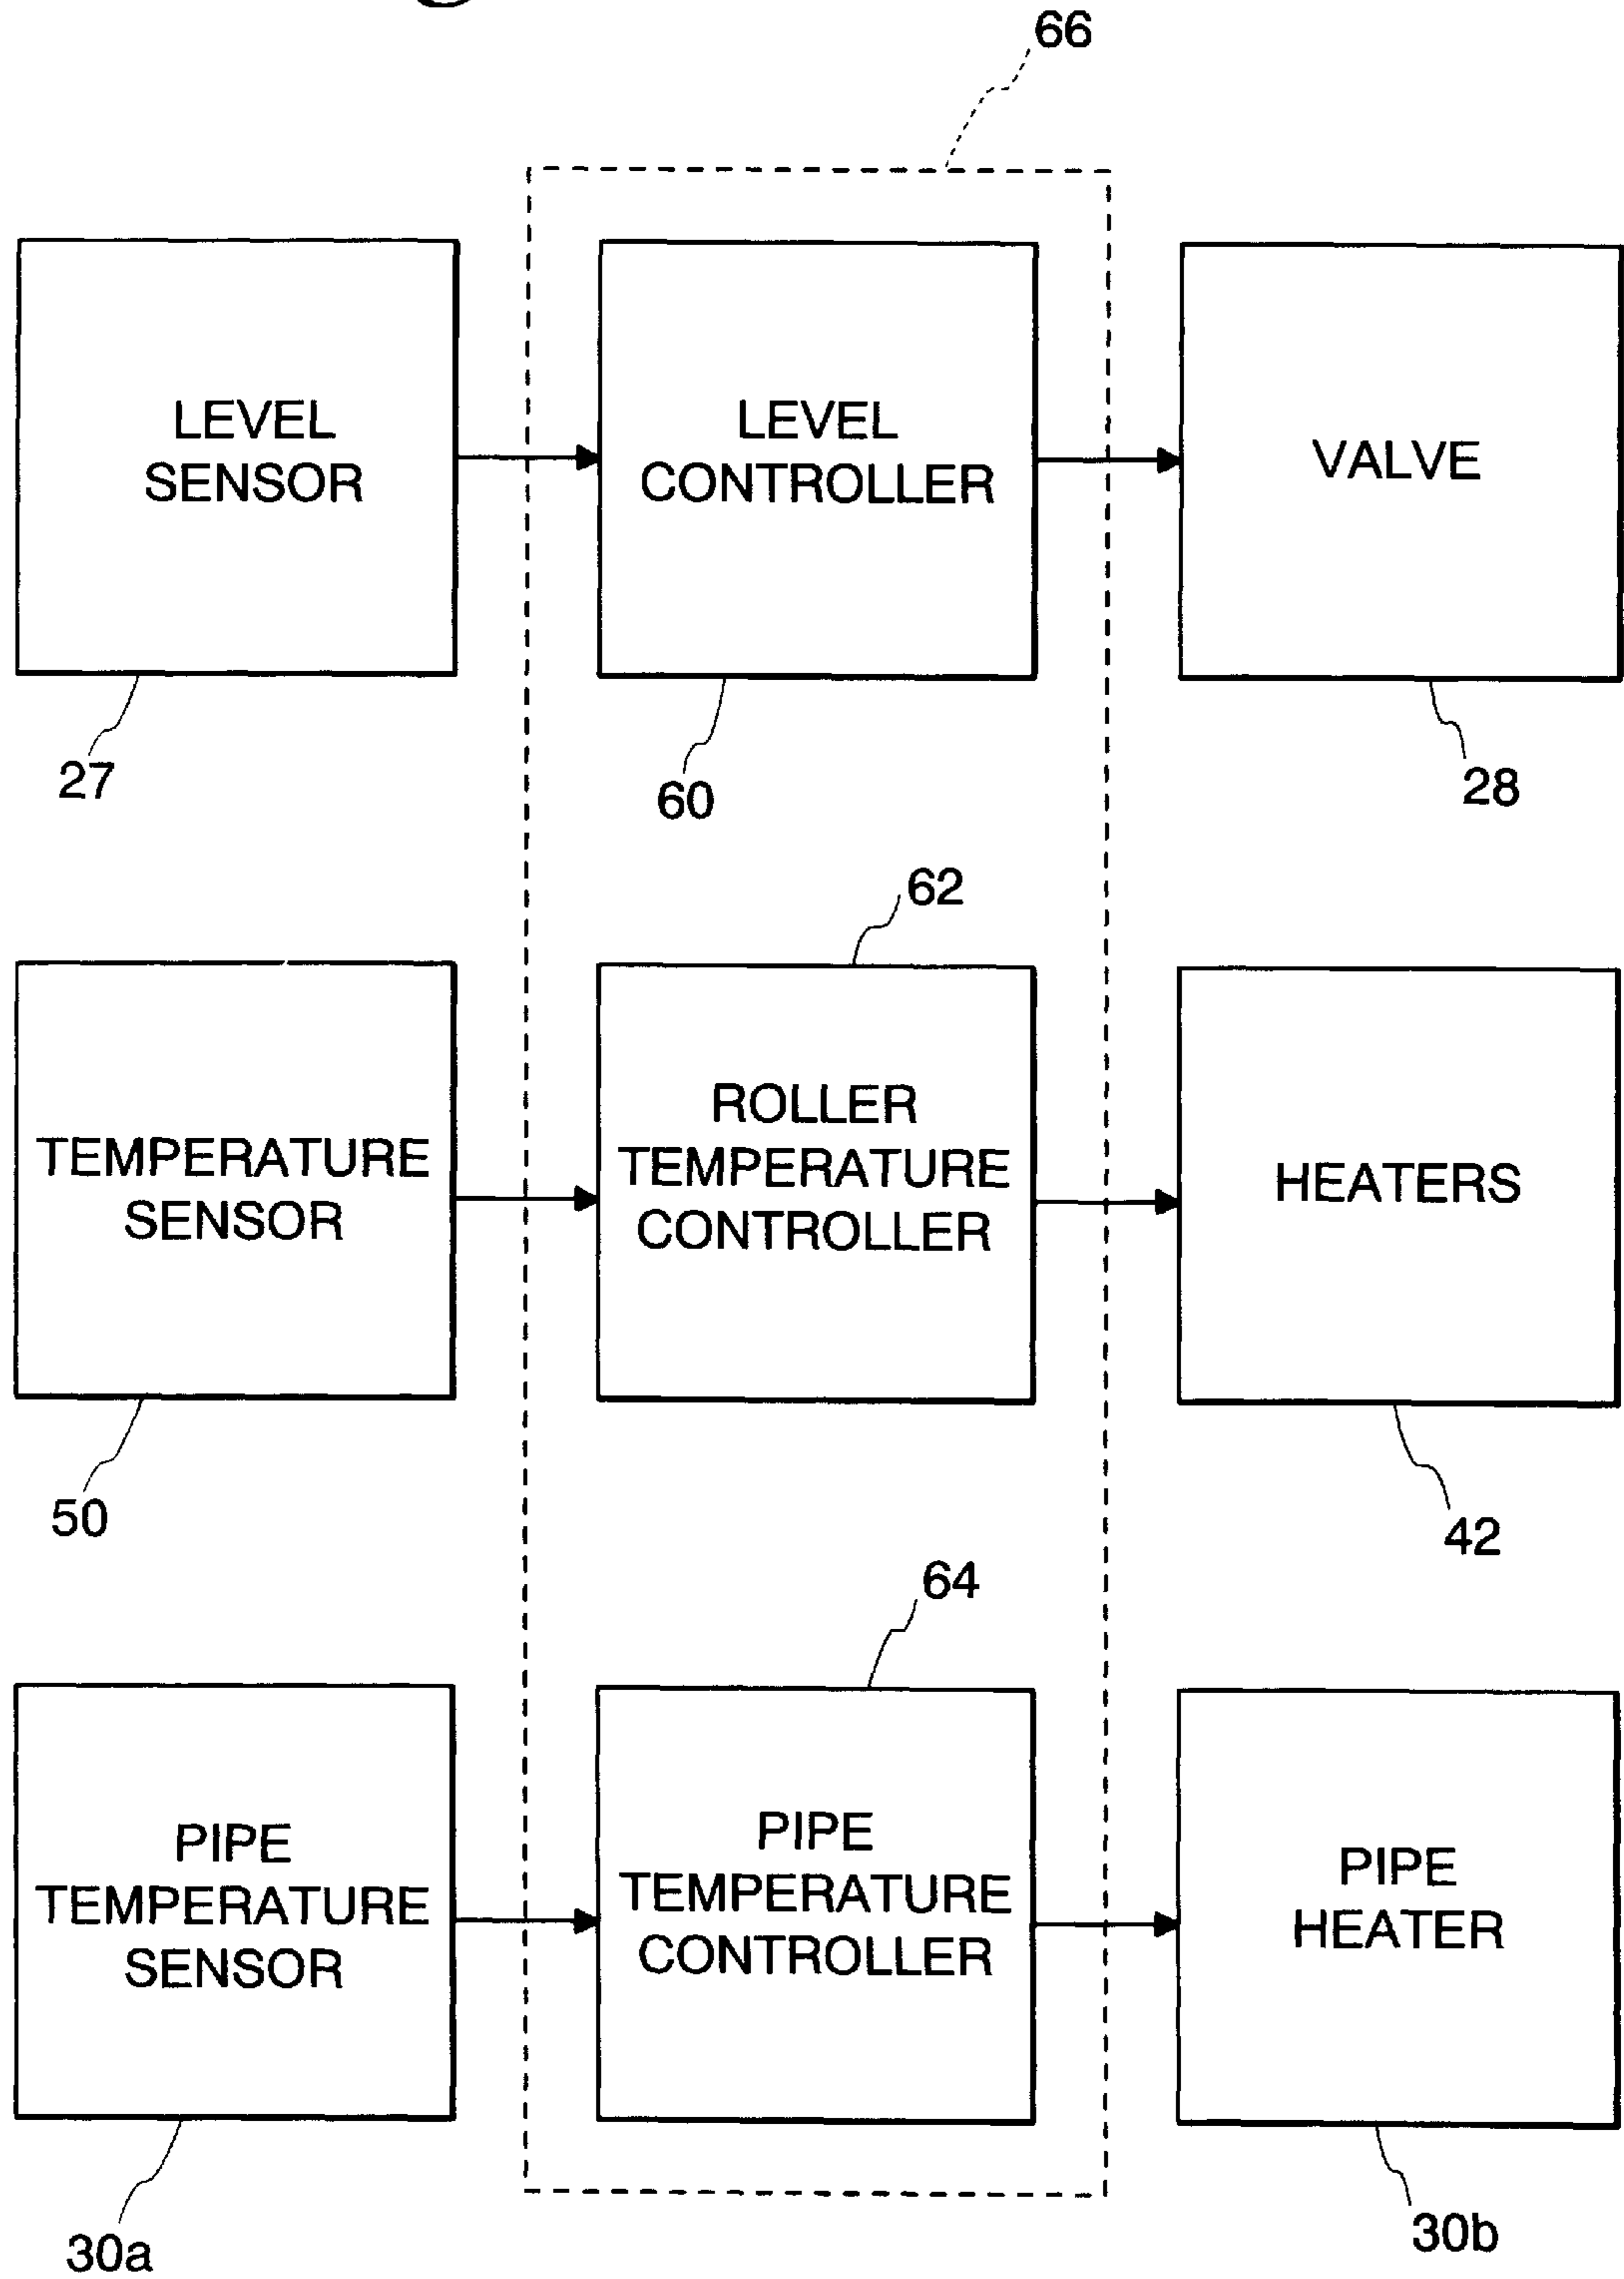 66
LEVEL
SENSOR
LEVEL
CONTROLLER
VALVE
27
60
28
62
TEMPERATURE
SENSOR
ROLLER
TEMPERATURE
CONTROLLER
HEATERS
50
42
64
PIPE
TEMPERATURE
SENSOR
PIPE
TEMPERATURE
CONTROLLER
PIPE
HEATER
30a
30b